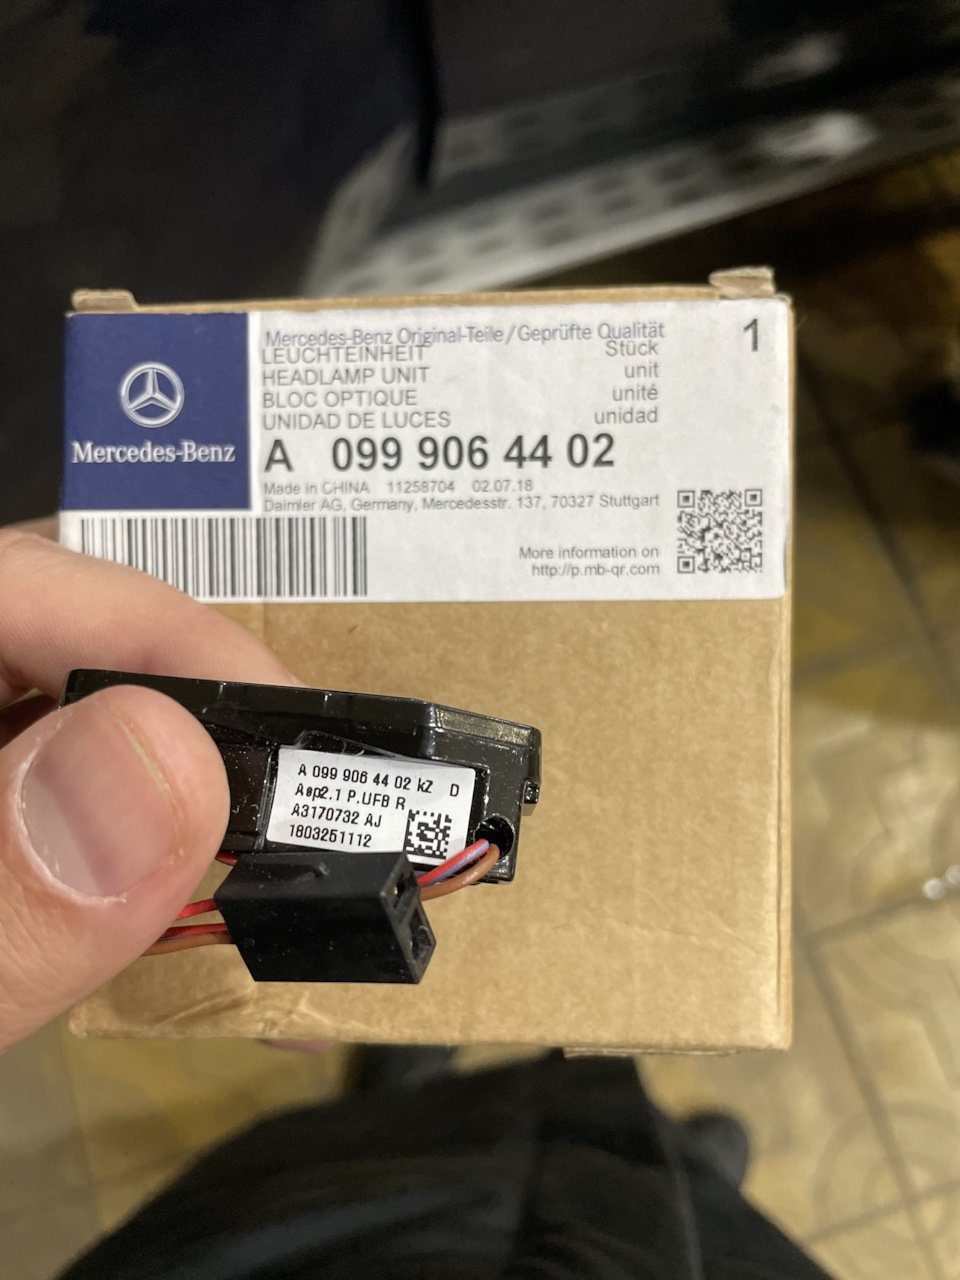 Mercedes-Benz
Mercedes-Benz Original-Teile/Geprüfte Qualität
1
LEUCHTEINHEIT Stück
HEADLAMP UNIT unit
BLOC OPTIQUE unité
UNIDAD DE LUCES unidad
A 099 906 44 02
Made in CHINA 11258704 02.07.18
Daimler AG, Germany, Mercedesstr. 137, 70327 Stuttgart
More information on
http://p.mb-qr.com
A 099 906 44 02 kZ D
Aep2.1 P.UFB R
A3170732 AJ
1803251112